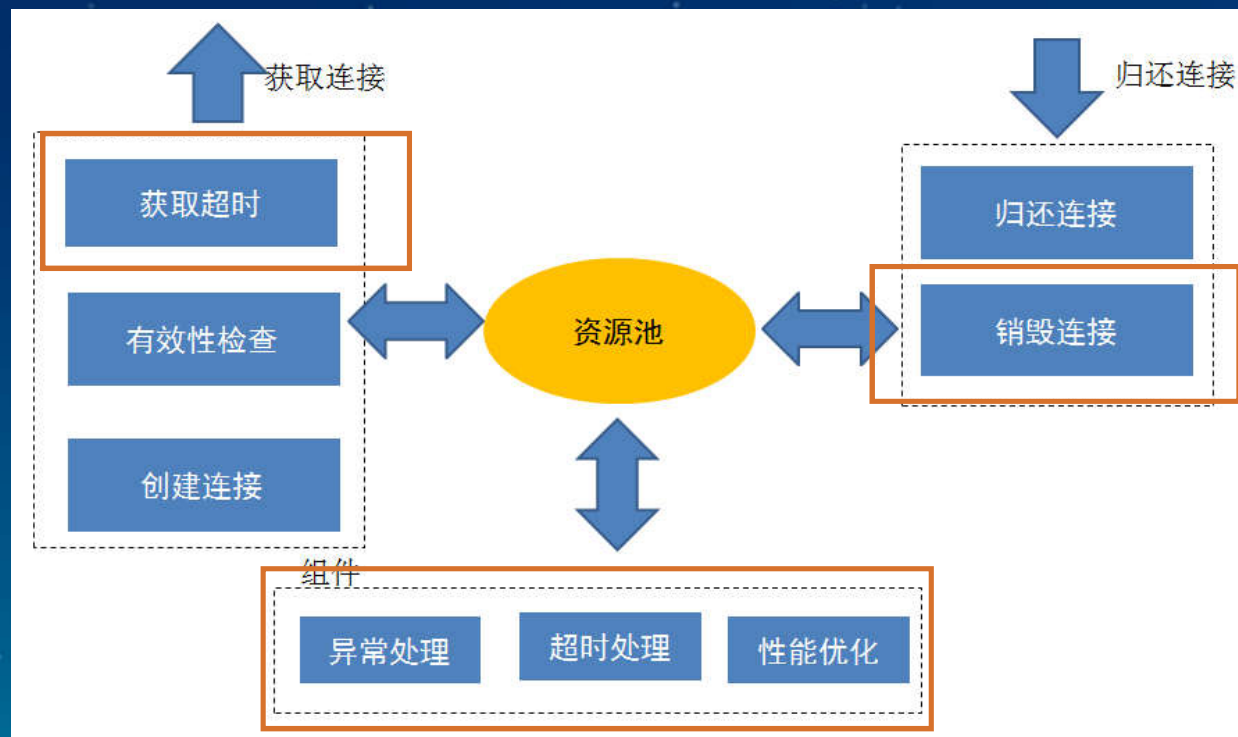 获取连接
归还连接
获取超时
有效性检查
创建连接
资源池
归还连接
销毁连接
组件
异常处理
超时处理
性能优化